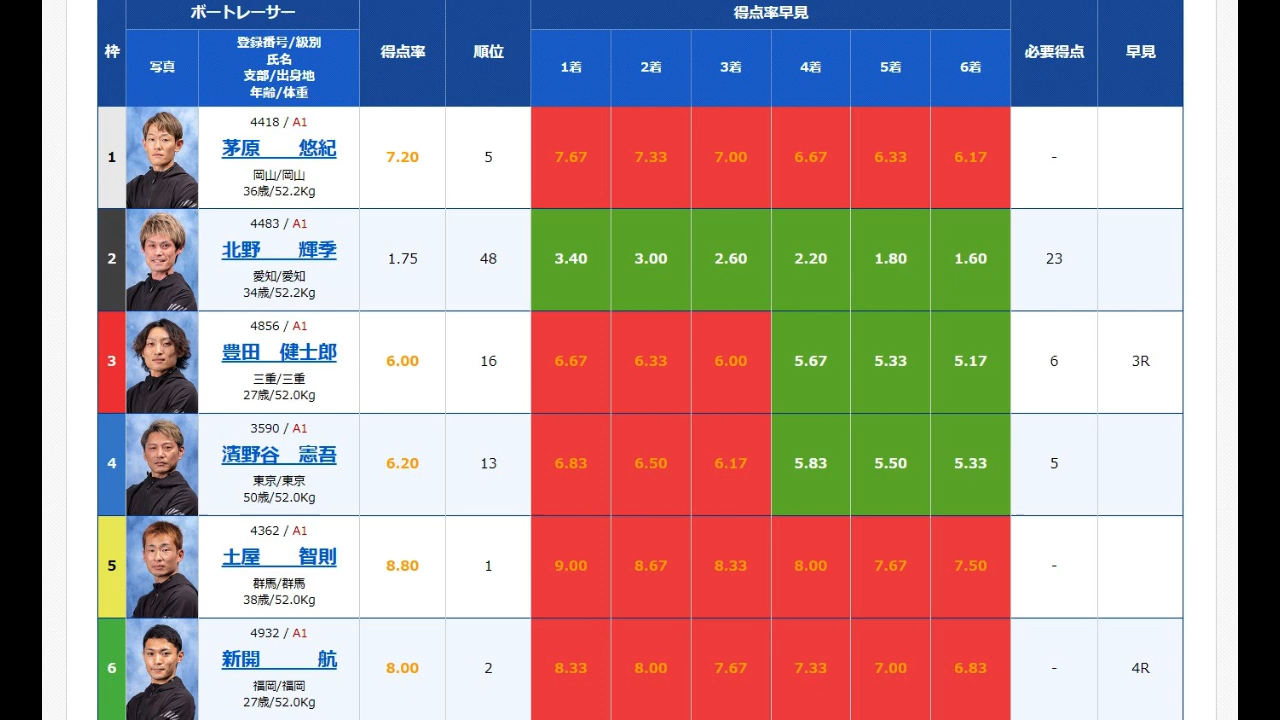 ボートレーサー 得点率早見
枠 写真 登録番号/級別 氏名 支部/出身地 年齢/体重 得点率 順位 1着 2着 3着 4着 5着 6着 必要得点 早見
4418 / A1
1 茅原 悠紀 7.20 5 7.67 7.33 7.00 6.67 6.33 6.17 -
岡山/岡山
36歳/52.2Kg
4483 / A1
2 北野 輝季 1.75 48 3.40 3.00 2.60 2.20 1.80 1.60 23
愛知/愛知
34歳/52.2Kg
4856 / A1
3 豊田 健士郎 6.00 16 6.67 6.33 6.00 5.67 5.33 5.17 6 3R
三重/三重
27歳/52.0Kg
3590 / A1
4 濱野谷 憲吾 6.20 13 6.83 6.50 6.17 5.83 5.50 5.33 5
東京/東京
50歳/52.0Kg
4362 / A1
5 土屋 智則 8.80 1 9.00 8.67 8.33 8.00 7.67 7.50 -
群馬/群馬
38歳/52.0Kg
4932 / A1
6 新開 航 8.00 2 8.33 8.00 7.67 7.33 7.00 6.83 - 4R
福岡/福岡
27歳/52.0Kg